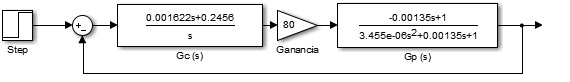 0.001622s+0.2456
s
80
-0.00135s+1
3.455e-06s²+0.00135s+1
Step
Gc (s)
Ganancia
Gp (s)